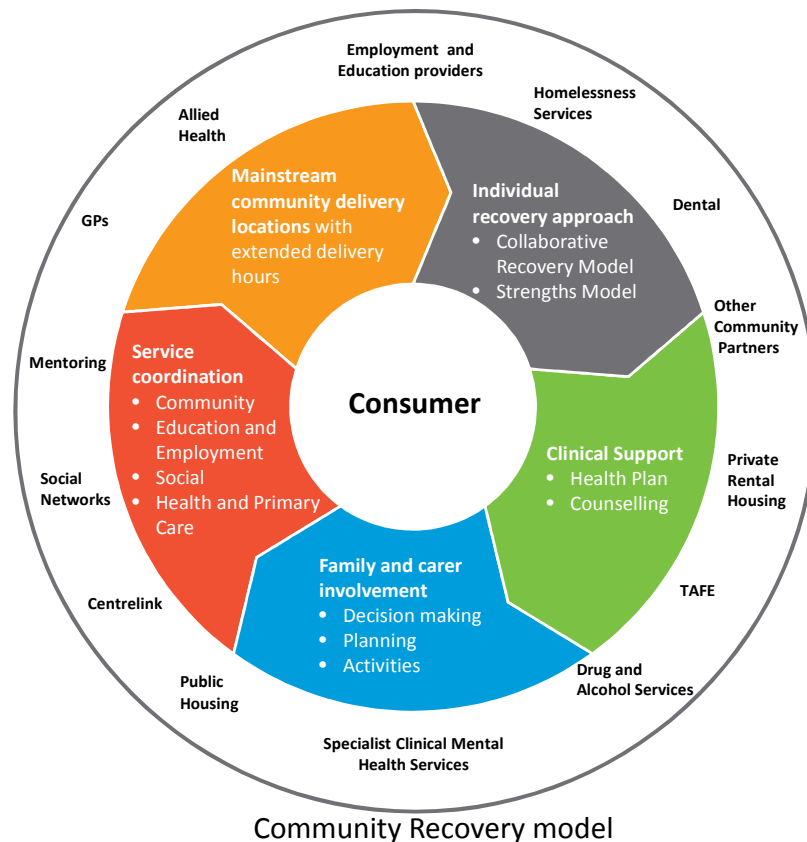 Employment and
Education providers
Homelessness
Services
Allied
Health
Dental
GPs
Mainstream
community delivery
locations with
extended delivery
hours
Individual
recovery approach
• Collaborative
Recovery Model
• Strengths Model
Other
Community
Partners
Mentoring
Service
coordination
• Community
• Education and
Employment
• Social
• Health and Primary
Care
Consumer
Clinical Support
• Health Plan
• Counselling
Private
Rental
Housing
Social
Networks
Family and carer
involvement
• Decision making
• Planning
• Activities
Centrelink
TAFE
Public
Housing
Drug and
Alcohol Services
Specialist Clinical Mental
Health Services
Community Recovery model